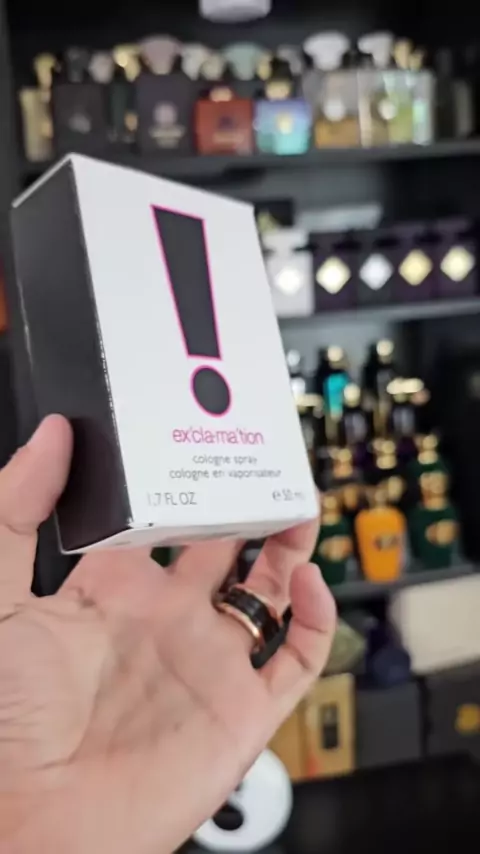 ex'cla·ma'tion
cologne spray
cologne en vaporisateur
1.7 FL OZ
℮ 50 ml